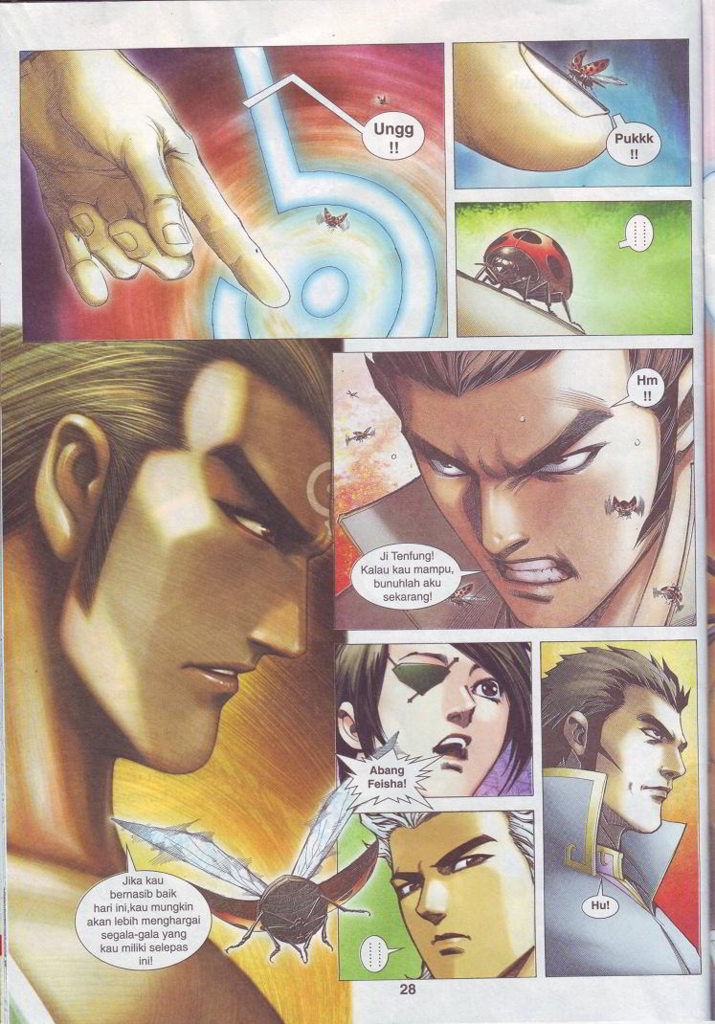 Ungg
!!
Pukkk
!!
......
Hm
!!
Ji Tenfung!
Kalau kau mampu,
bunuhlah aku
sekarang!
Abang
Feisha!
Jika kau
bernasib baik
hari ini,kau mungkin
akan lebih menghargai
segala-gala yang
kau miliki selepas
ini!
......
Hu!
28